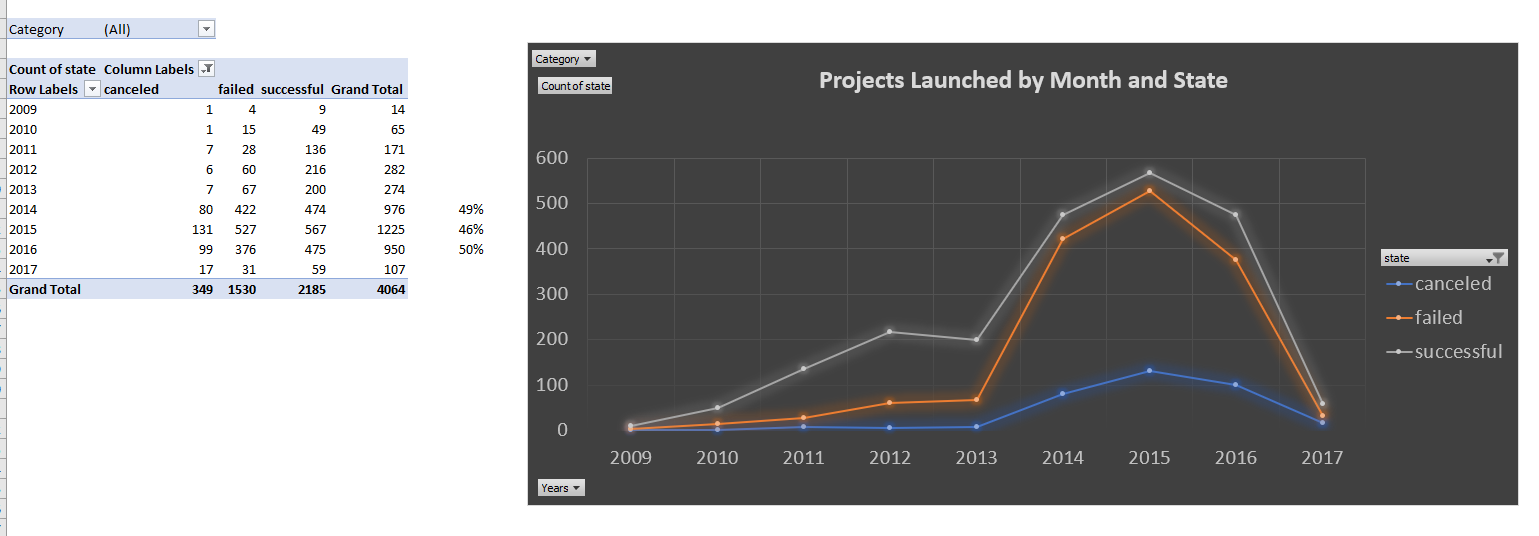 Category (All)
Count of state Column Labels
Row Labels canceled failed successful Grand Total
2009 1 4 9 14
2010 1 15 49 65
2011 7 28 136 171
2012 6 60 216 282
2013 7 67 200 274
2014 80 422 474 976 49%
2015 131 527 567 1225 46%
2016 99 376 475 950 50%
2017 17 31 59 107
Grand Total 349 1530 2185 4064
Category
Count of state
Projects Launched by Month and State
600
500
400
300
200
100
0
2009 2010 2011 2012 2013 2014 2015 2016 2017
Years
state
canceled
failed
successful